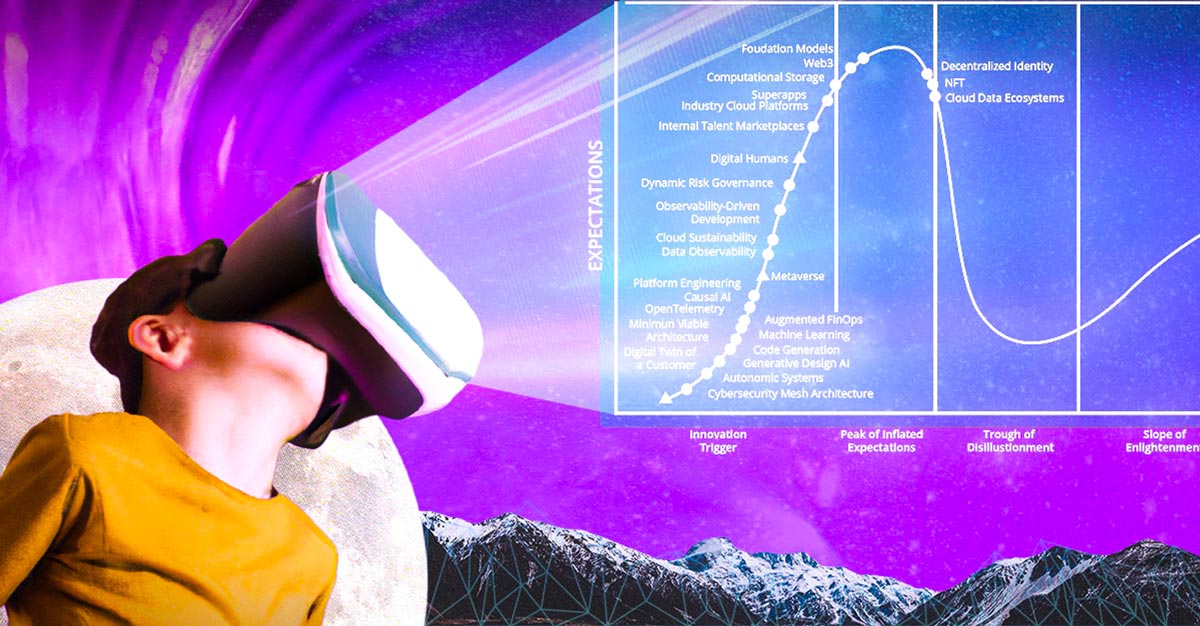 Foudation Models
Web3
Computational Storage
Superapps
Industry Cloud Platforms
Internal Talent Marketplaces
Digital Humans
Dynamic Risk Governance
Observability-Driven
Development
Cloud Sustainability
Data Observability
Platform Engineering
Causal AI
OpenTelemetry
Minimun Viable
Architecture
Digital Twin of
a Customer
Decentralized Identity
NFT
Cloud Data Ecosystems
Metaverse
Augmented FinOps
Machine Learning
Code Generation
Generative Design AI
Autonomic Systems
Cybersecurity Mesh Architecture
EXPECTATIONS
Innovation
Trigger
Peak of Inflated
Expectations
Trough of
Disillustionment
Slope of
Enlightenmen